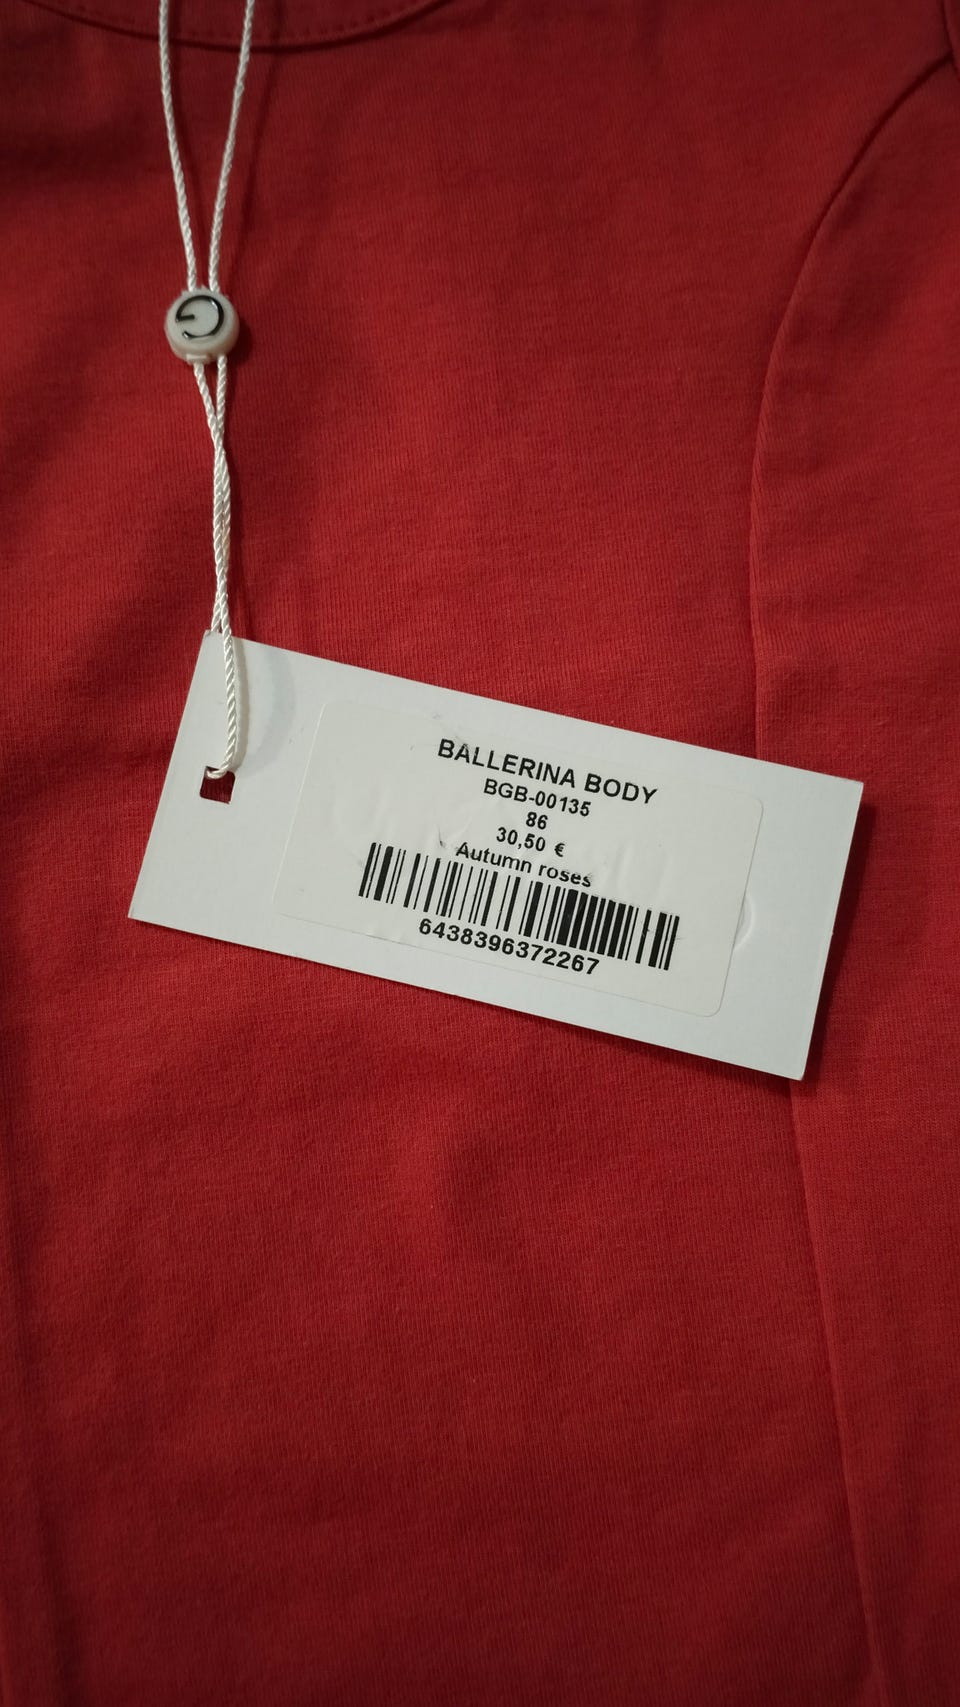 BALLERINA BODY
BGB-00135
86
30,50 €
Autumn roses
6438396372267